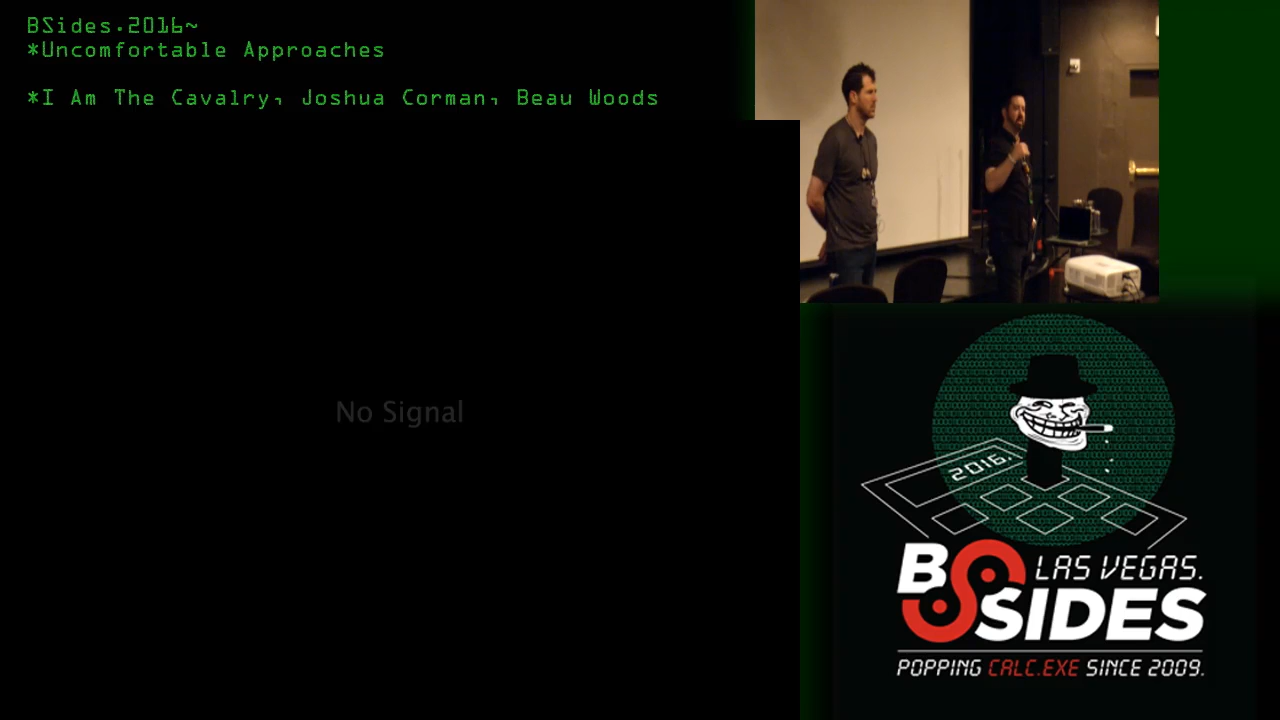 BSides.2016~
*Uncomfortable Approaches
*I Am The Cavalry, Joshua Corman, Beau Woods
No Signal
2016.
BSIDES LAS VEGAS.
POPPING CALC.EXE SINCE 2009.